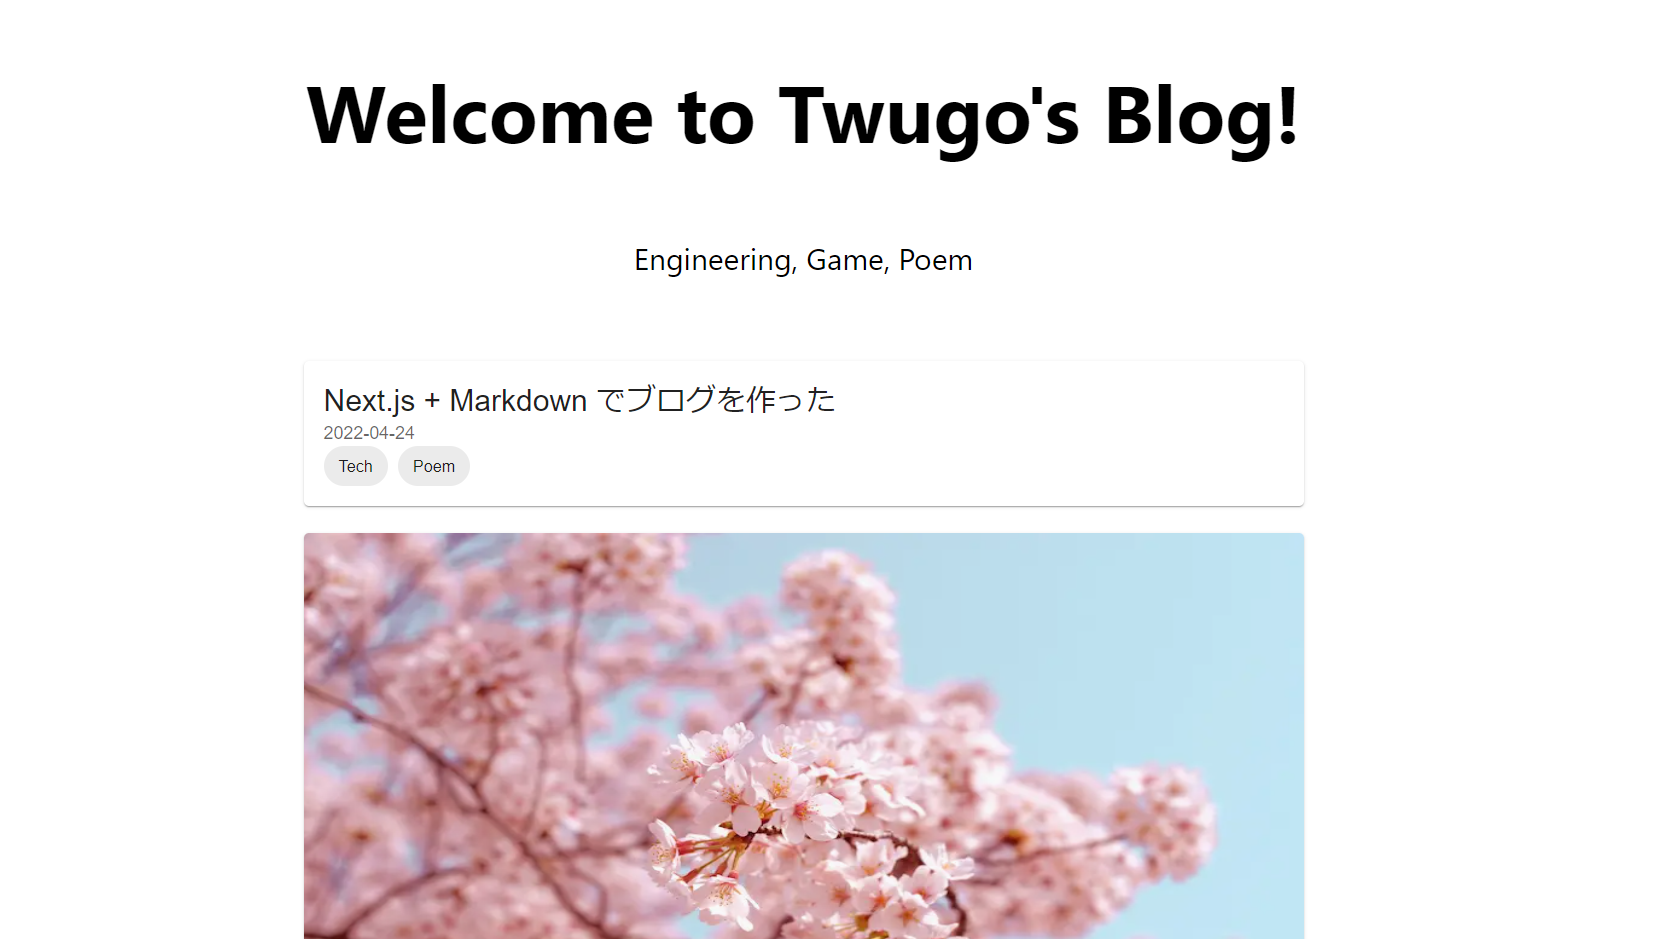 Welcome to Twugo's Blog!
Engineering, Game, Poem
Next.js + Markdown でブログを作った
2022-04-24
Tech Poem